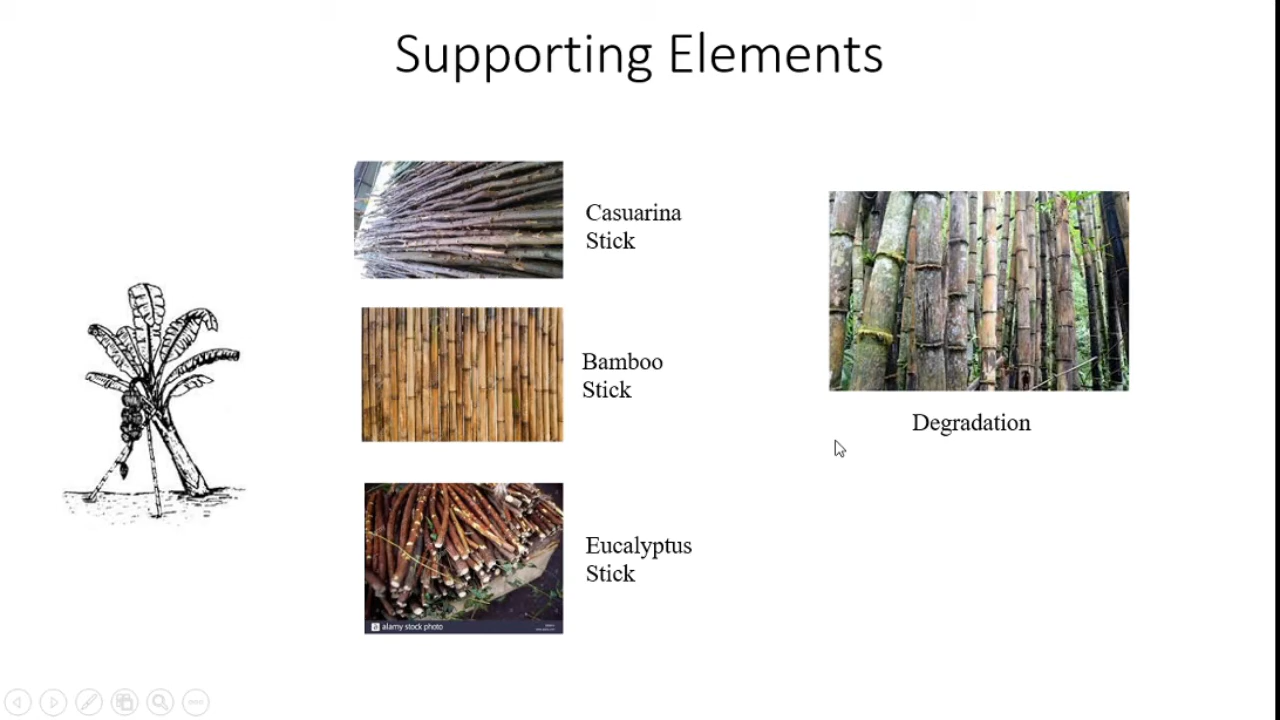 Supporting Elements
Casuarina
Stick
Bamboo
Stick
Eucalyptus
Stick
alamy stock photo
Degradation